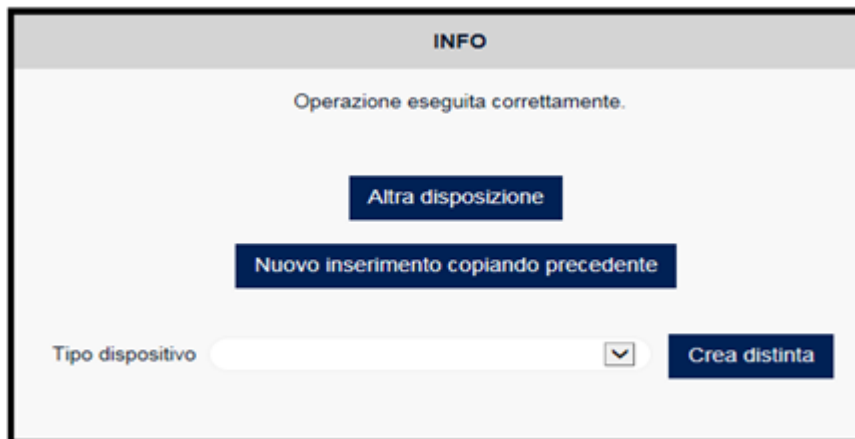 INFO
Operazione eseguita correttamente.
Altra disposizione
Nuovo inserimento copiando precedente
Tipo dispositivo Crea distinta